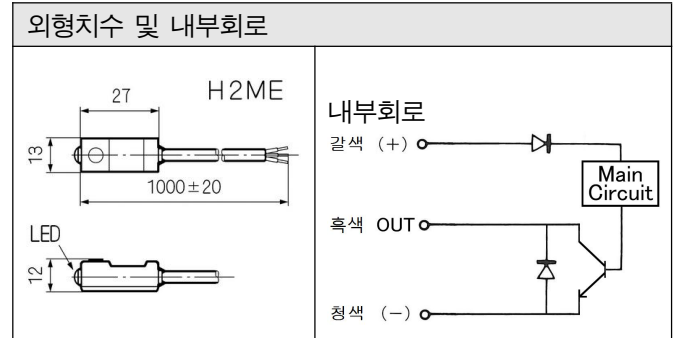 외형치수 및 내부회로
H2ME
27
13
1000±20
LED
12
내부회로
갈색 (+)
Main
Circuit
흑색 OUT
청색 (-)